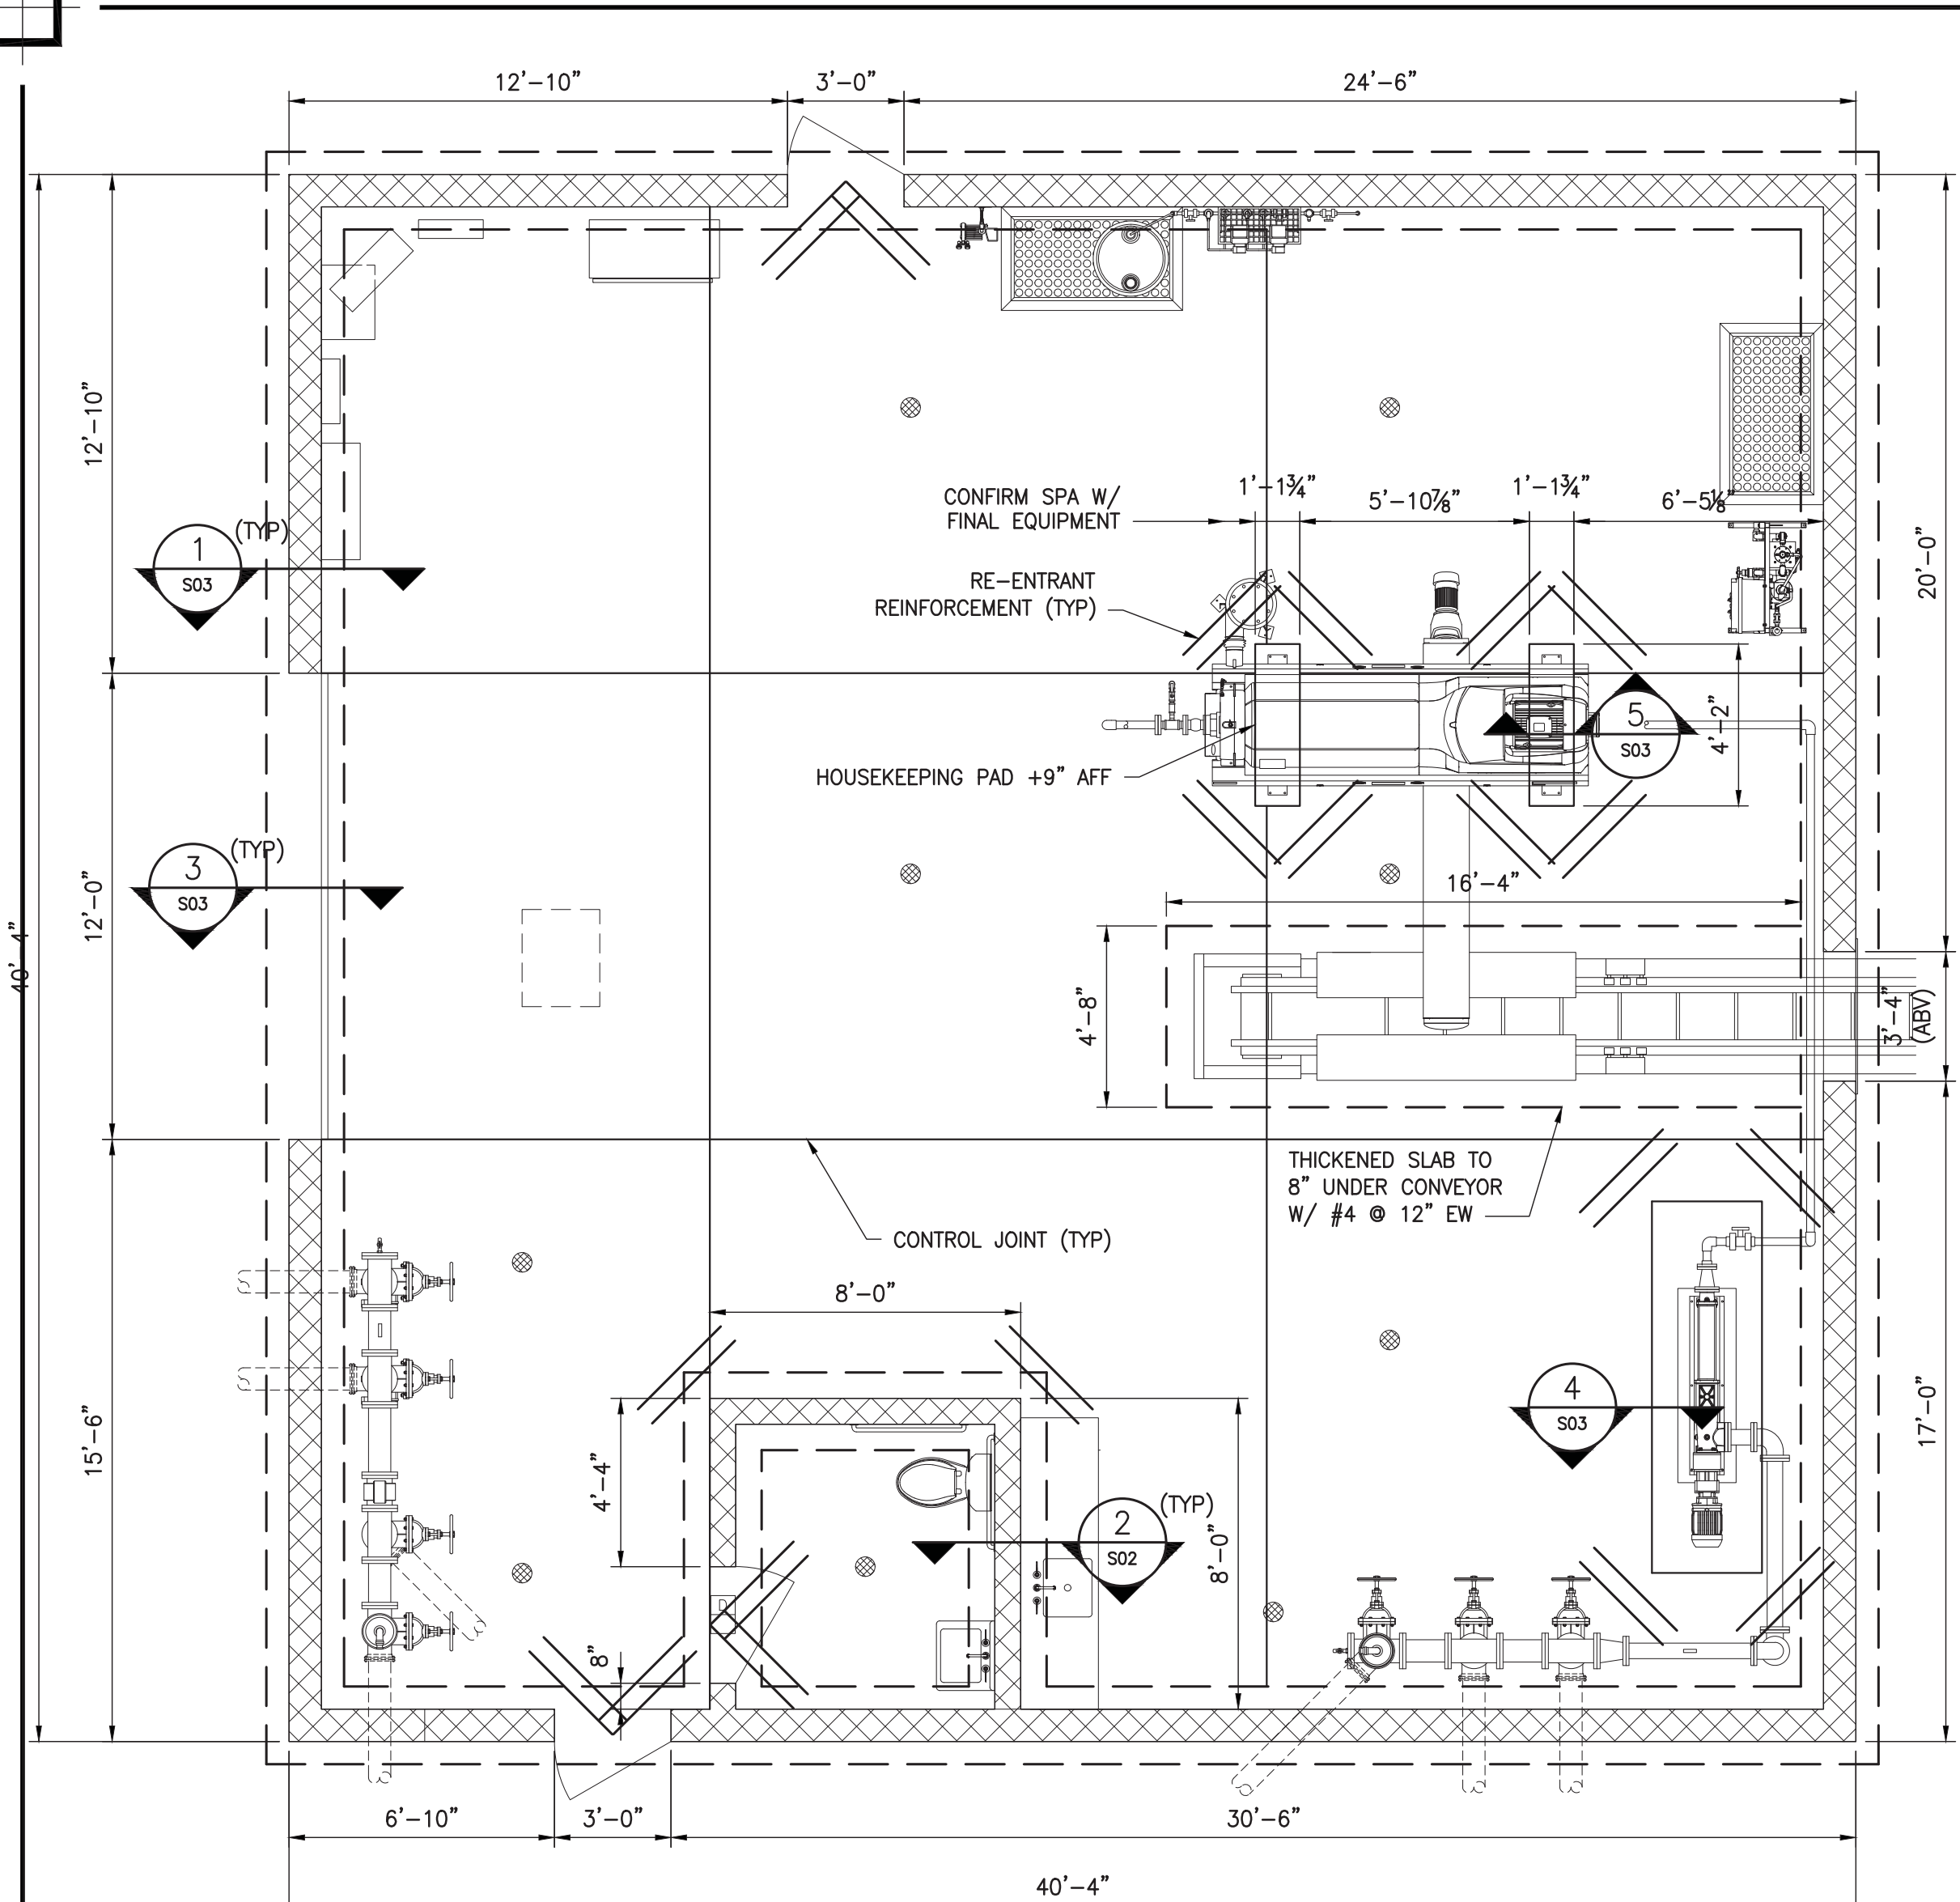 12'-10" 3'-0" 24'-6"
12'-10"
CONFIRM SPA W/
FINAL EQUIPMENT
1'-1¾" 5'-10⅞" 1'-1¾" 6'-5⅛"
1
S03
(TYP)
RE-ENTRANT
REINFORCEMENT (TYP)
20'-0"
5
S03
4'-2"
HOUSEKEEPING PAD +9" AFF
3
S03
(TYP)
12'-0"
40'-4"
16'-4"
4'-8"
3'-4"
(ABV)
THICKENED SLAB TO
8" UNDER CONVEYOR
W/ #4 @ 12" EW
CONTROL JOINT (TYP)
8'-0"
15'-6"
4'-4"
4
S03
17'-0"
2
S02
(TYP)
8'-0"
D
8"
6'-10" 3'-0" 30'-6"
40'-4"